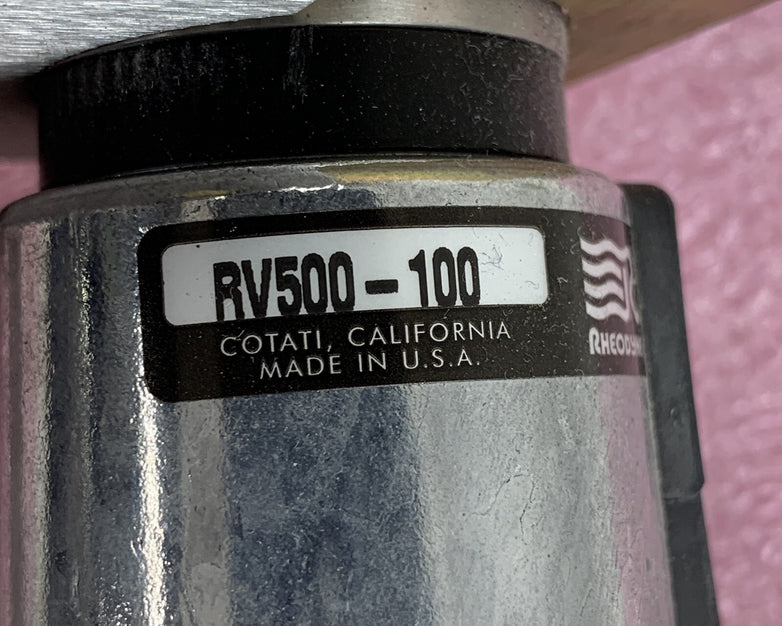 RV500-100
COTATI, CALIFORNIA
MADE IN U.S.A.